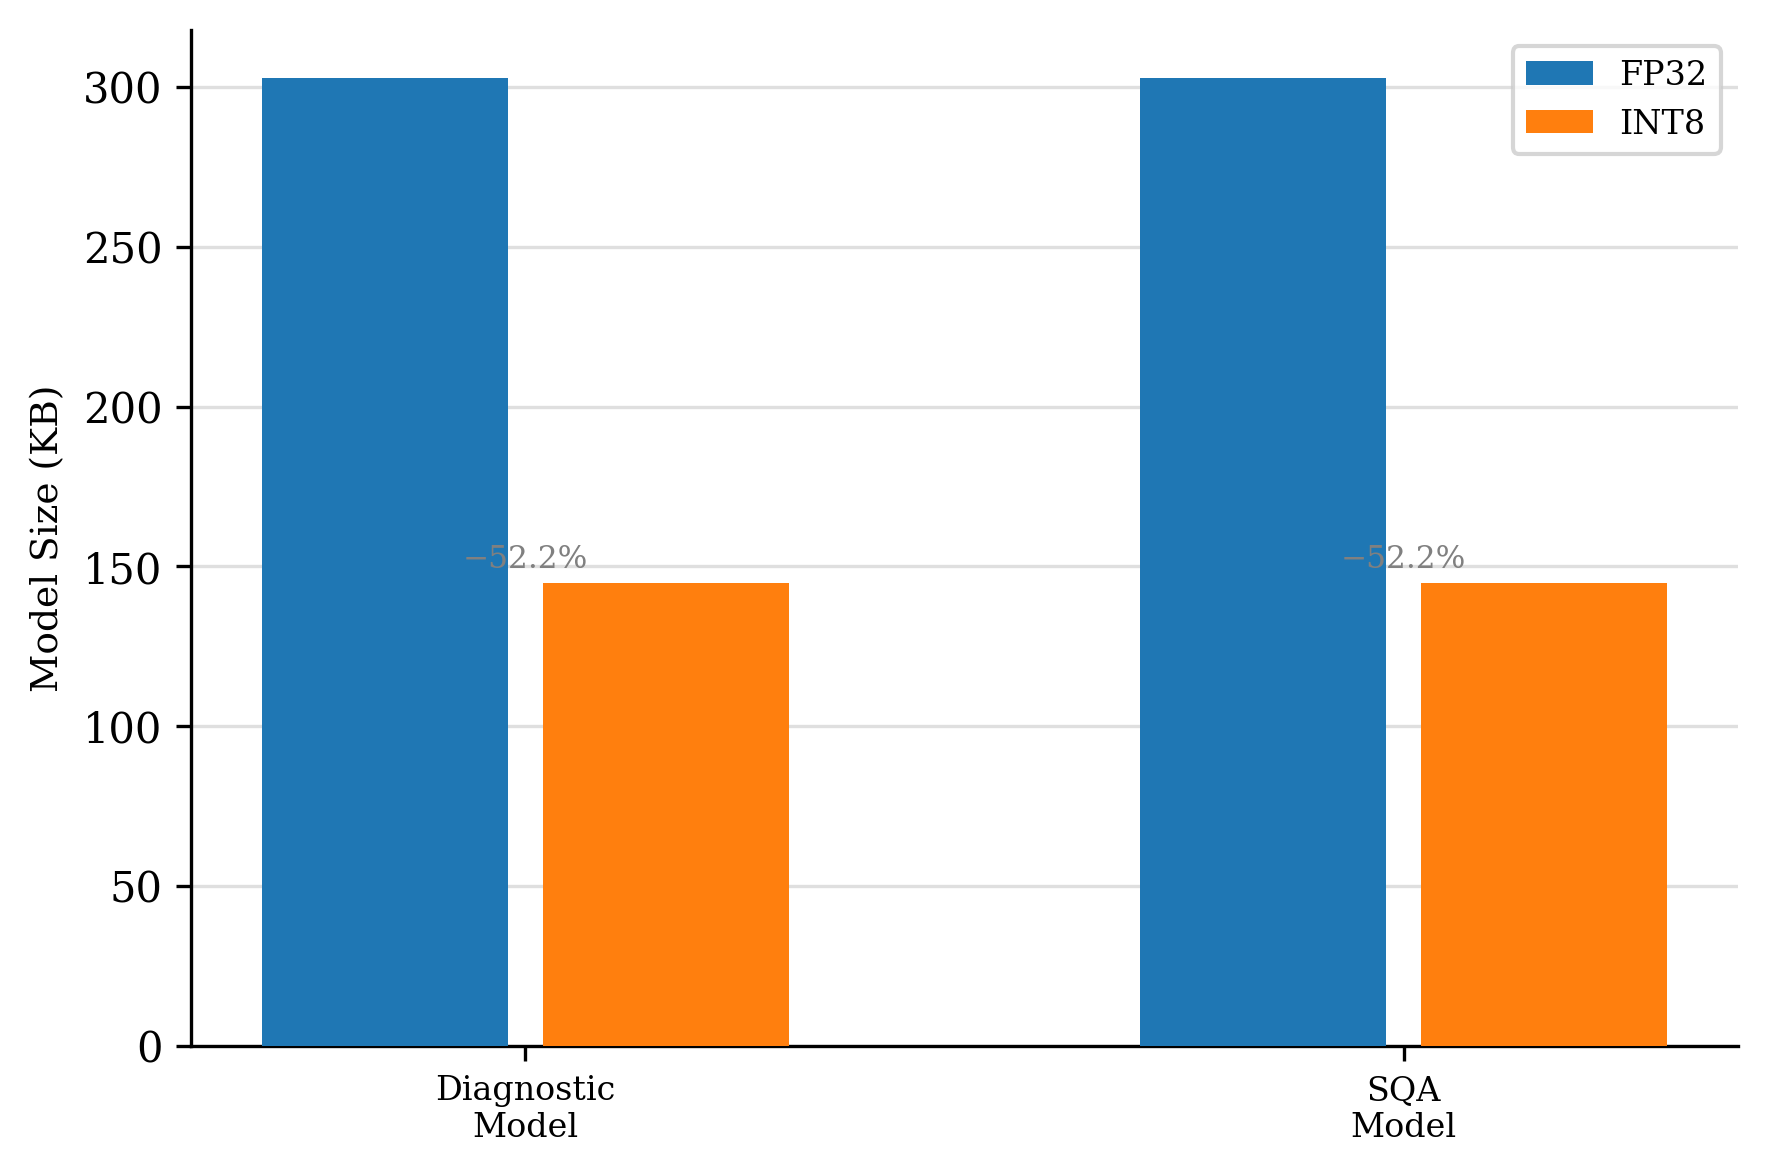 FP32
INT8
Model Size (KB)
300
250
200
150
100
50
0
−52.2%
−52.2%
Diagnostic
Model
SQA
Model